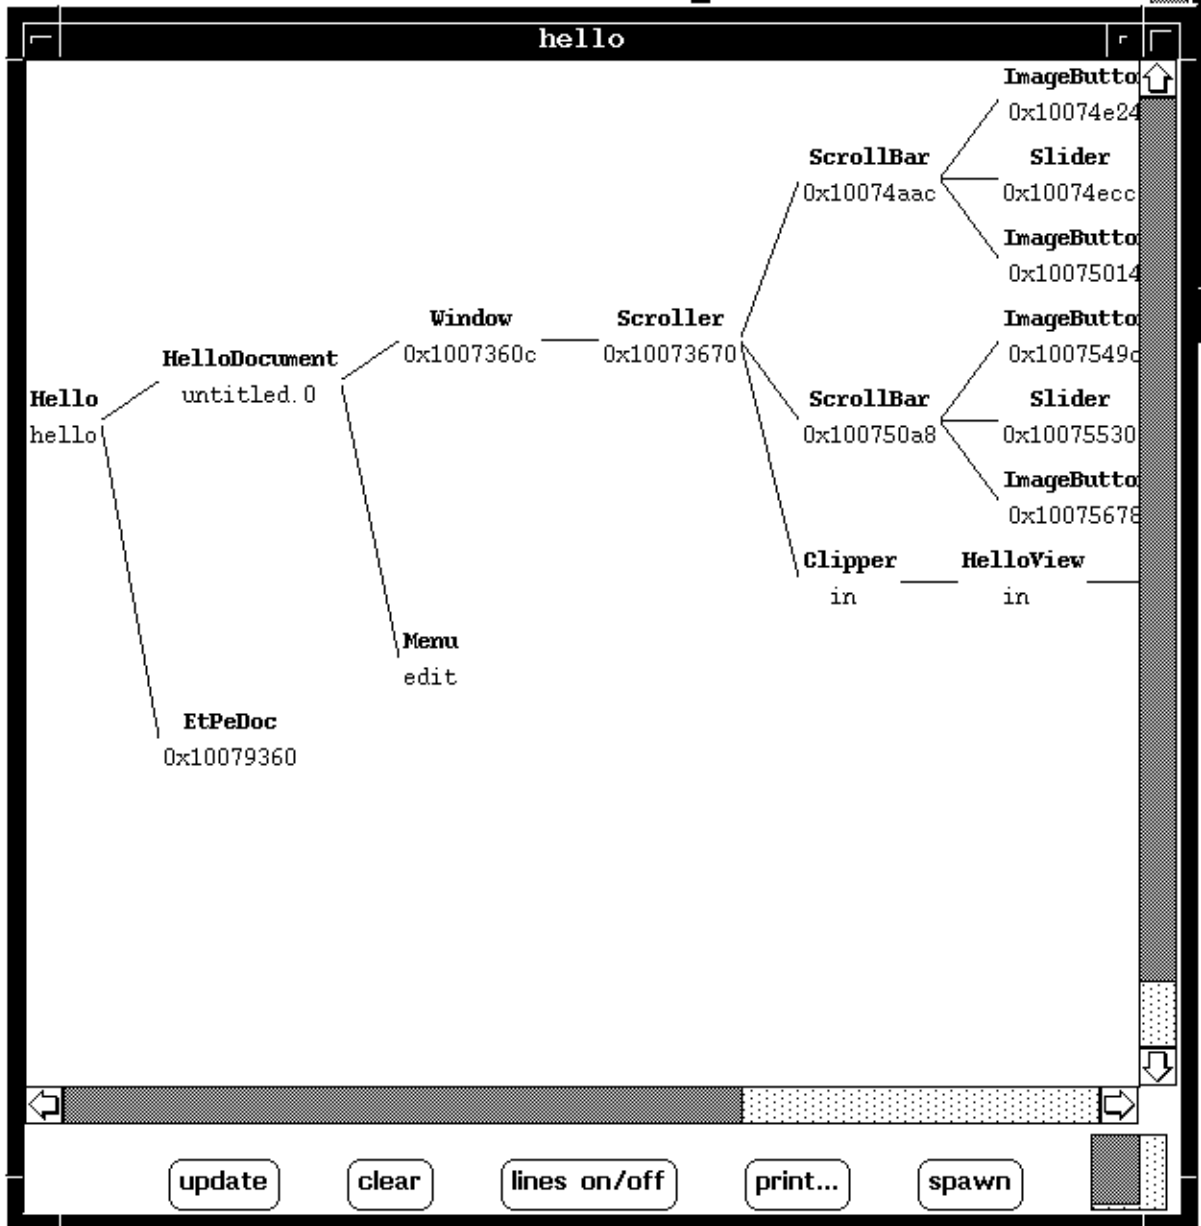 hello
ImageButto
0x10074e24
ScrollBar
Slider
0x10074aac
0x10074ecc
ImageButto
0x10075014
Window
Scroller
ImageButto
0x1007360c
0x10073670
0x1007549c
HelloDocument
untitled.0
Hello
hello
ScrollBar
Slider
0x100750a8
0x10075530
ImageButto
0x10075678
Clipper
HelloView
in
in
Menu
edit
EtPeDoc
0x10079360
update
clear
lines on/off
print...
spawn